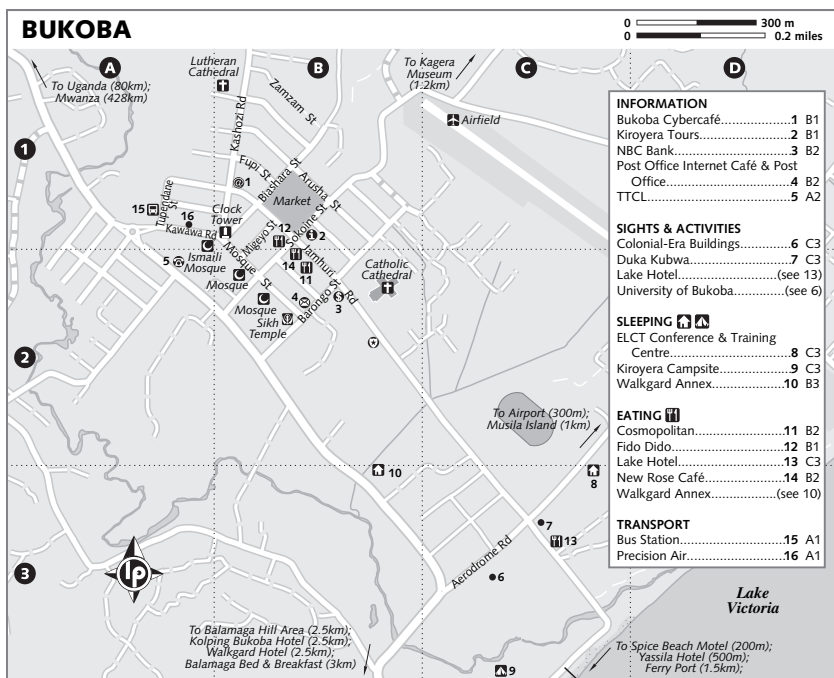 BUKOBA
0 300 m
0 0.2 miles
A
B
C
D
1
2
3
To Uganda (80km);
Mwanza (428km)
Lutheran
Cathedral
Kashozi Rd
Zamzam St
To Kagera
Museum
(1.2km)
Airfield
Fupi St
Biashara St
Arusha St
Market
1
15
Tupendane
St
16
Kawawa Rd
Clock
Tower
Migeyo St
12
Sokoine St
2
Jamhuri Rd
5
Ismaili
Mosque
Mosque St
Mosque
14
11
Catholic
Cathedral
Mosque
4
Barongo St
3
Sikh
Temple
To Airport (300m);
Musila Island (1km)
10
8
7
13
Aerodrome Rd
6
lp
Lake
Victoria
To Balamaga Hill Area (2.5km);
Kolping Bukoba Hotel (2.5km);
Walkgard Hotel (2.5km);
Balamaga Bed & Breakfast (3km)
9
To Spice Beach Motel (200m);
Yassila Hotel (500m);
Ferry Port (1.5km);
INFORMATION
Bukoba Cybercafé.....................1 B1
Kiroyera Tours............................2 B1
NBC Bank..................................3 B2
Post Office Internet Café & Post
Office.....................................4 B2
TTCL..........................................5 A2
SIGHTS & ACTIVITIES
Colonial-Era Buildings................6 C3
Duka Kubwa.............................7 C3
Lake Hotel..........................(see 13)
University of Bukoba..............(see 6)
SLEEPING
ELCT Conference & Training
Centre...................................8 C3
Kiroyera Campsite.....................9 C3
Walkgard Annex......................10 B3
EATING
Cosmopolitan..........................11 B2
Fido Dido................................12 B1
Lake Hotel...............................13 C3
New Rose Café........................14 B2
Walkgard Annex..................(see 10)
TRANSPORT
Bus Station..............................15 A1
Precision Air............................16 A1